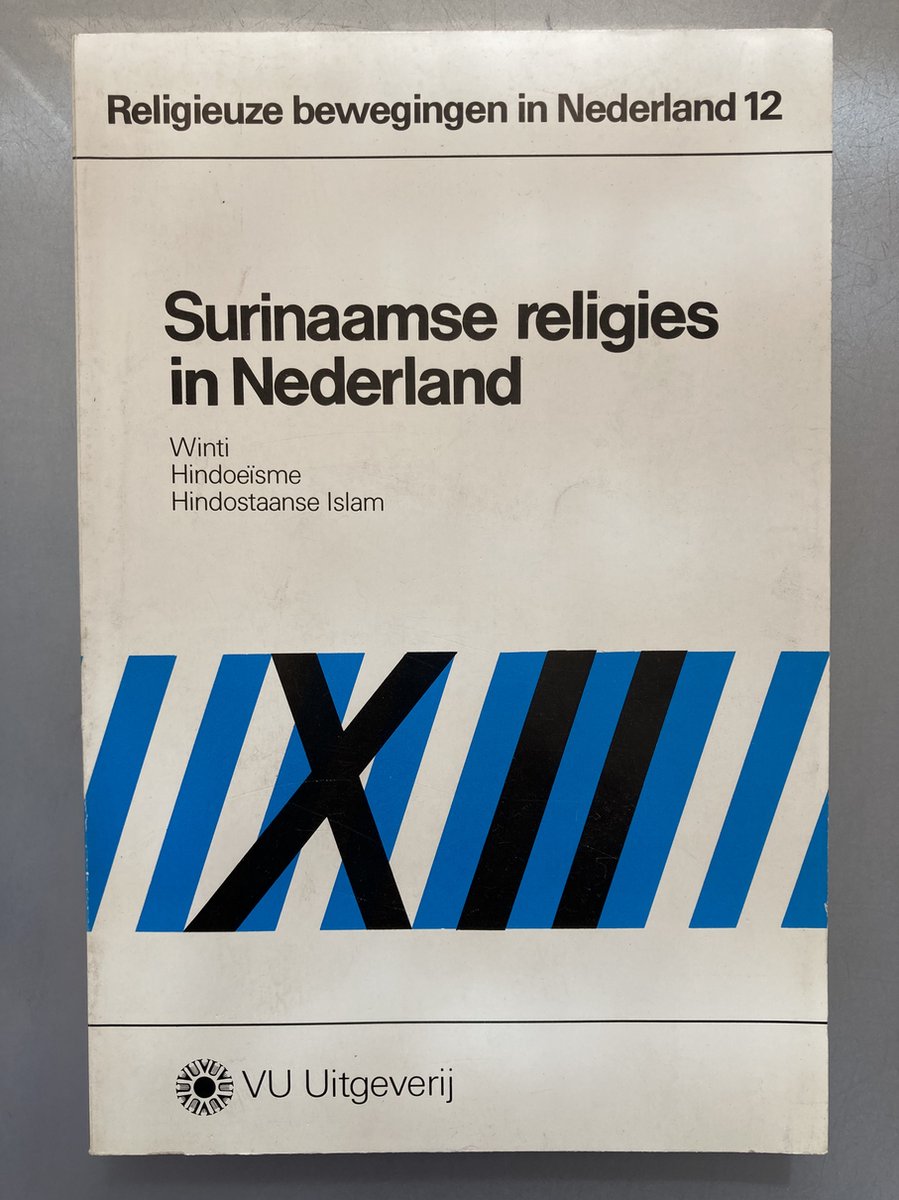 Religieuze bewegingen in Nederland 12
Surinaamse religies
in Nederland
Winti
Hindoeïsme
Hindostaanse Islam
XII
VU Uitgeverij